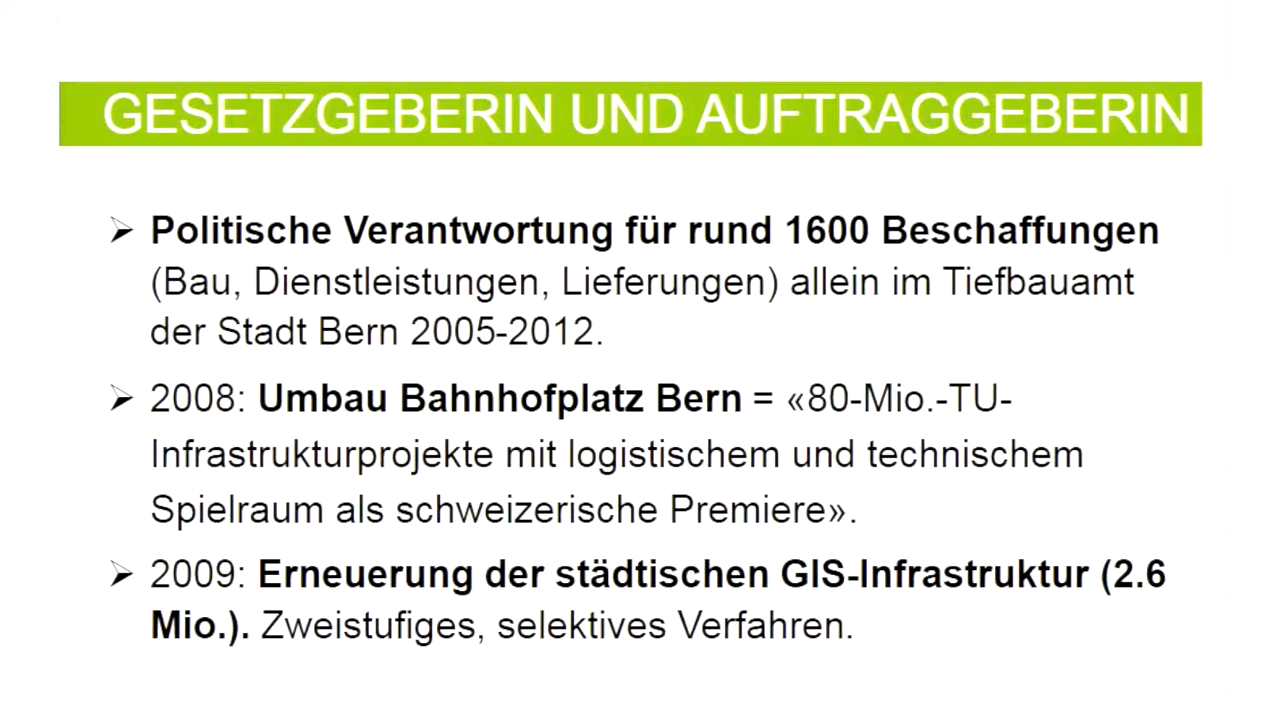 GESETZGEBERIN UND AUFTRAGGEBERIN
➢ Politische Verantwortung für rund 1600 Beschaffungen
(Bau, Dienstleistungen, Lieferungen) allein im Tiefbauamt
der Stadt Bern 2005-2012.
➢ 2008: Umbau Bahnhofplatz Bern = «80-Mio.-TU-
Infrastrukturprojekte mit logistischem und technischem
Spielraum als schweizerische Premiere».
➢ 2009: Erneuerung der städtischen GIS-Infrastruktur (2.6
Mio.). Zweistufiges, selektives Verfahren.